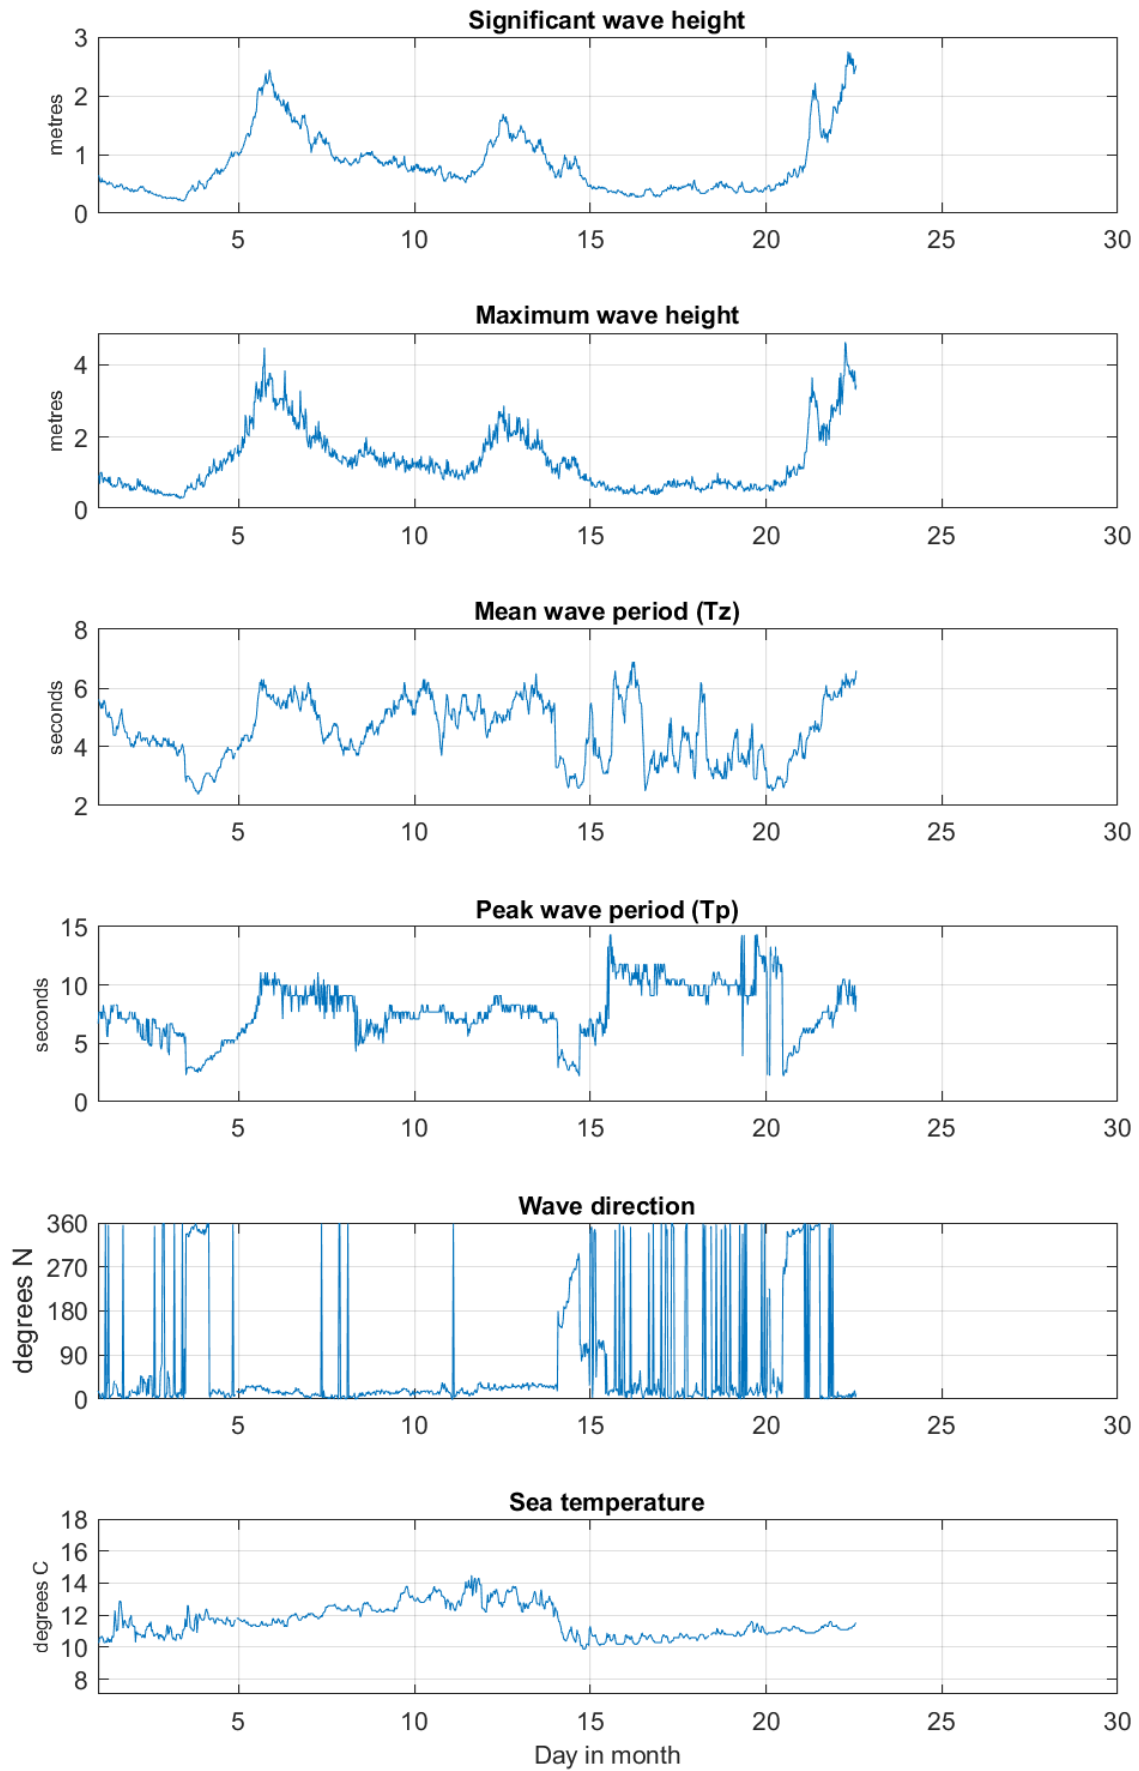 Significant wave height
3
2
1
0
metres
5 10 15 20 25 30
Maximum wave height
4
2
0
metres
5 10 15 20 25 30
Mean wave period (Tz)
8
6
4
2
seconds
5 10 15 20 25 30
Peak wave period (Tp)
15
10
5
0
seconds
5 10 15 20 25 30
Wave direction
360
270
180
90
0
degrees N
5 10 15 20 25 30
Sea temperature
18
16
14
12
10
8
degrees C
5 10 15 20 25 30
Day in month